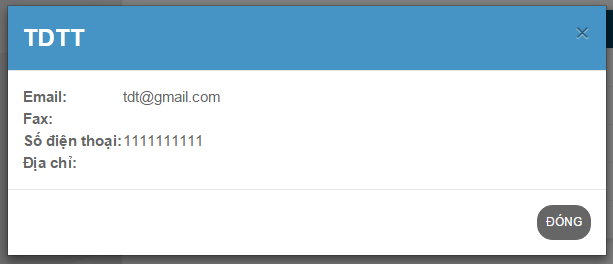 TDTT
×
Email: tdt@gmail.com
Fax:
Số điện thoại: 1111111111
Địa chỉ:
ĐÓNG